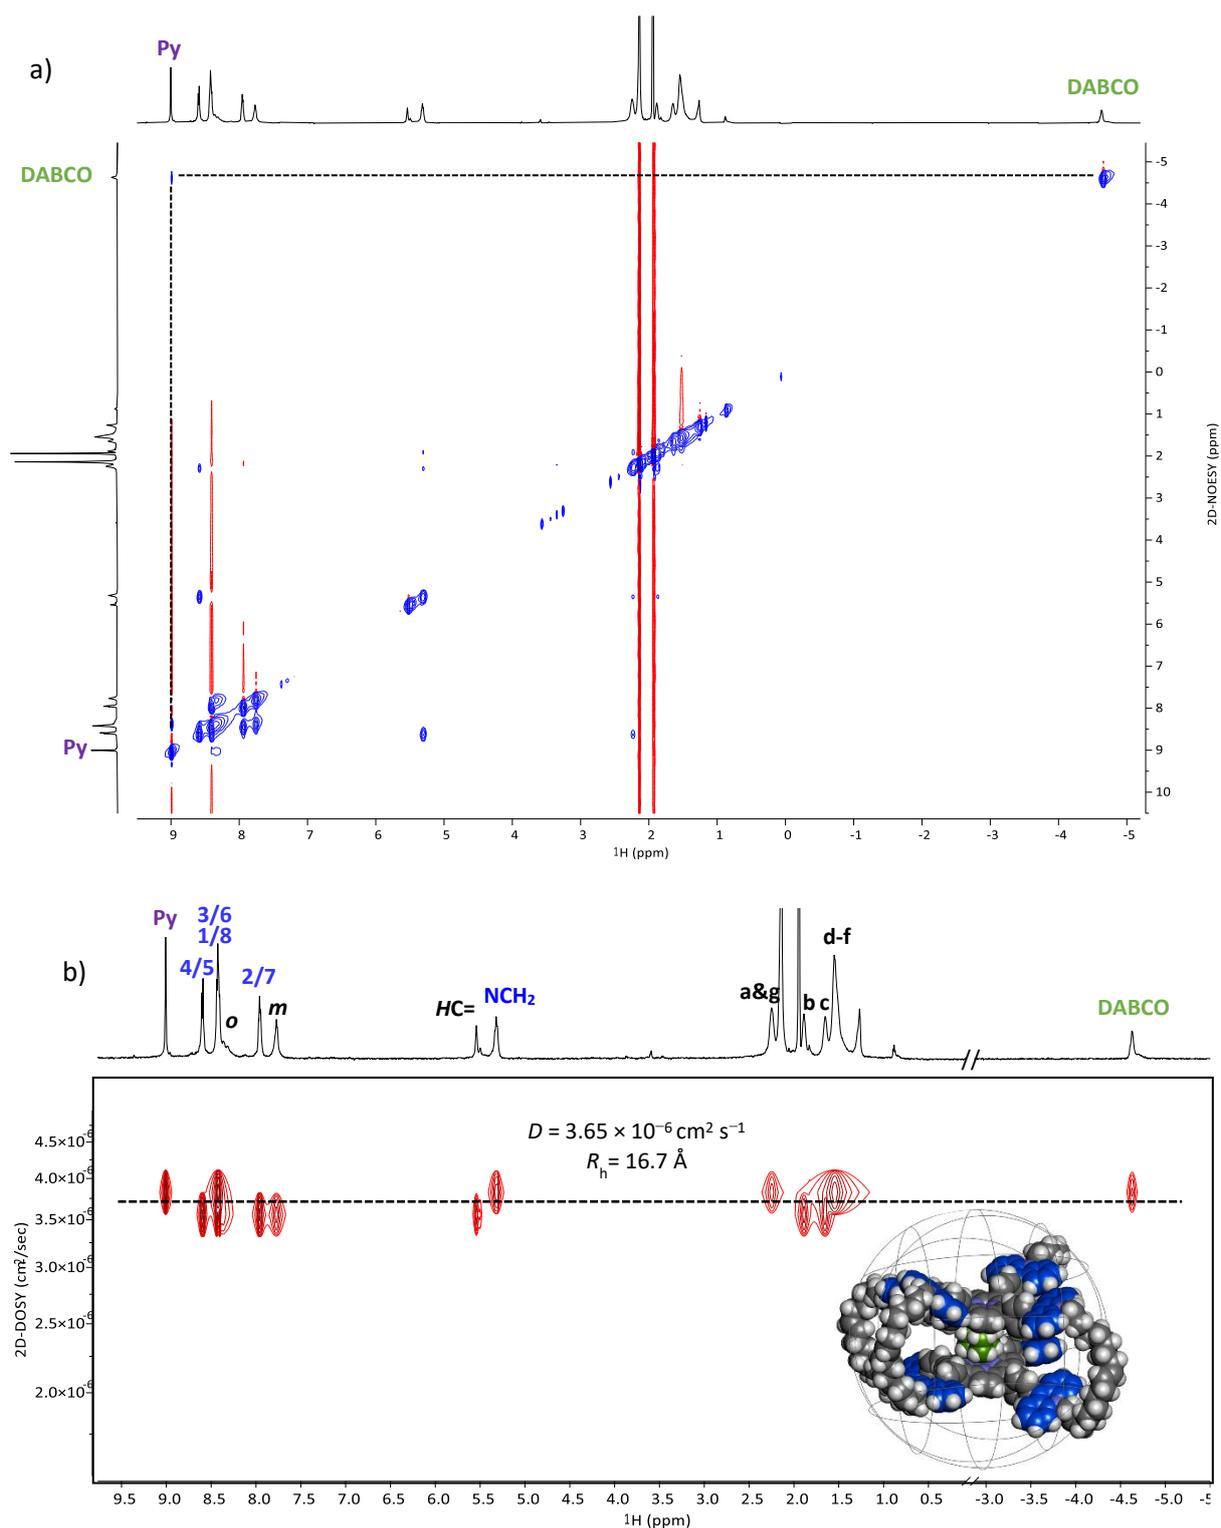 a)
Py
DABCO
DABCO
Py
-5
-4
-3
-2
-1
0
1
2
3
4
5
6
7
8
9
10
2D-NOESY (ppm)
9 8 7 6 5 4 3 2 1 0 -1 -2 -3 -4 -5
1H (ppm)
b)
Py
3/6
1/8
4/5
o
2/7
m
HC=
NCH₂
a&g
b c
d-f
DABCO
D = 3.65 × 10⁻⁶ cm² s⁻¹
Rₕ = 16.7 Å
4.5×10⁻⁶
4.0×10⁻⁶
3.5×10⁻⁶
3.0×10⁻⁶
2.5×10⁻⁶
2.0×10⁻⁶
2D-DOSY (cm²/sec)
9.5 9.0 8.5 8.0 7.5 7.0 6.5 6.0 5.5 5.0 4.5 4.0 3.5 3.0 2.5 2.0 1.5 1.0 0.5 -3.0 -3.5 -4.0 -4.5 -5.0
1H (ppm)